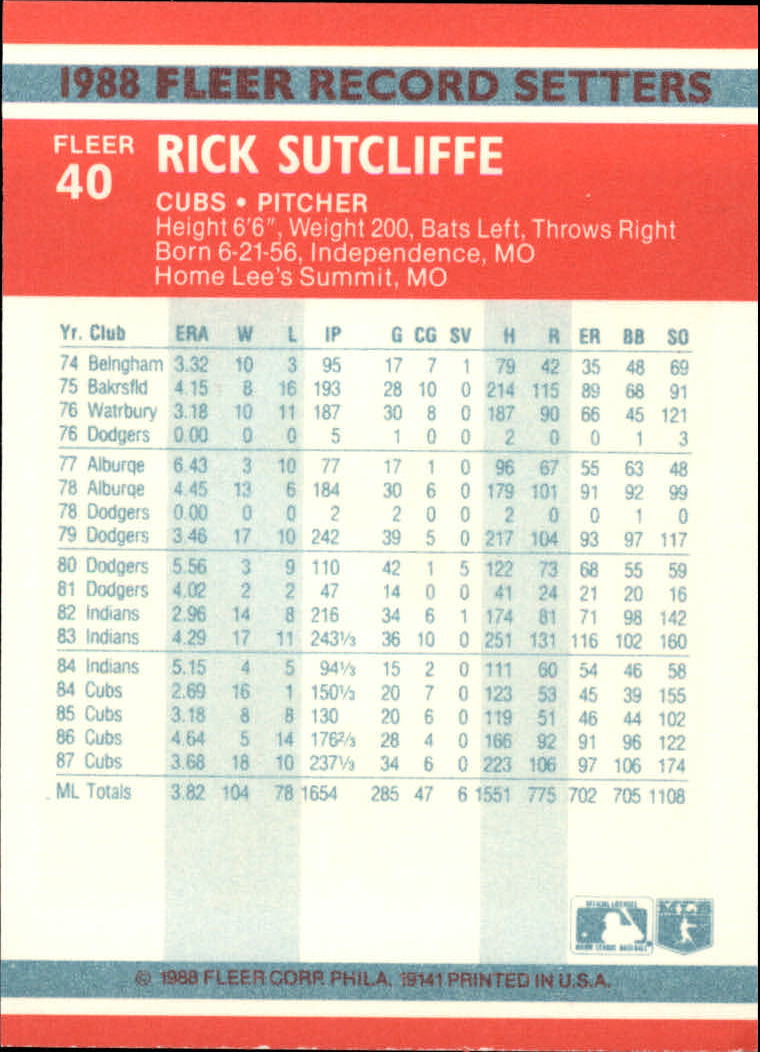 1988 FLEER RECORD SETTERS
FLEER
40
RICK SUTCLIFFE
CUBS • PITCHER
Height 6'6", Weight 200, Bats Left, Throws Right
Born 6-21-56, Independence, MO
Home Lee's Summit, MO
Yr. Club ERA W L IP G CG SV H R ER BB SO
74 Belngham 3.32 10 3 95 17 7 1 79 42 35 48 69
75 Bakrsfld 4.15 8 16 193 28 10 0 214 115 89 68 91
76 Watrbury 3.18 10 11 187 30 8 0 187 90 66 45 121
76 Dodgers 0.00 0 0 5 1 0 0 2 0 0 1 3
77 Alburqe 6.43 3 10 77 17 1 0 96 67 55 63 48
78 Alburqe 4.45 13 6 184 30 6 0 179 101 91 92 99
78 Dodgers 0.00 0 0 2 2 0 0 2 0 0 1 0
79 Dodgers 3.46 17 10 242 39 5 0 217 104 93 97 117
80 Dodgers 5.56 3 9 110 42 1 5 122 73 68 55 59
81 Dodgers 4.02 2 2 47 14 0 0 41 24 21 20 16
82 Indians 2.96 14 8 216 34 6 1 174 81 71 98 142
83 Indians 4.29 17 11 243⅓ 36 10 0 251 131 116 102 160
84 Indians 5.15 4 5 94⅓ 15 2 0 111 60 54 46 58
84 Cubs 2.69 16 1 150⅓ 20 7 0 123 53 45 39 155
85 Cubs 3.18 8 8 130 20 6 0 119 51 46 44 102
86 Cubs 4.64 5 14 176⅔ 28 4 0 166 92 91 96 122
87 Cubs 3.68 18 10 237⅓ 34 6 0 223 106 97 106 174
ML Totals 3.82 104 78 1654 285 47 6 1551 775 702 705 1108
© 1988 FLEER CORP. PHILA. 19141 PRINTED IN U.S.A.